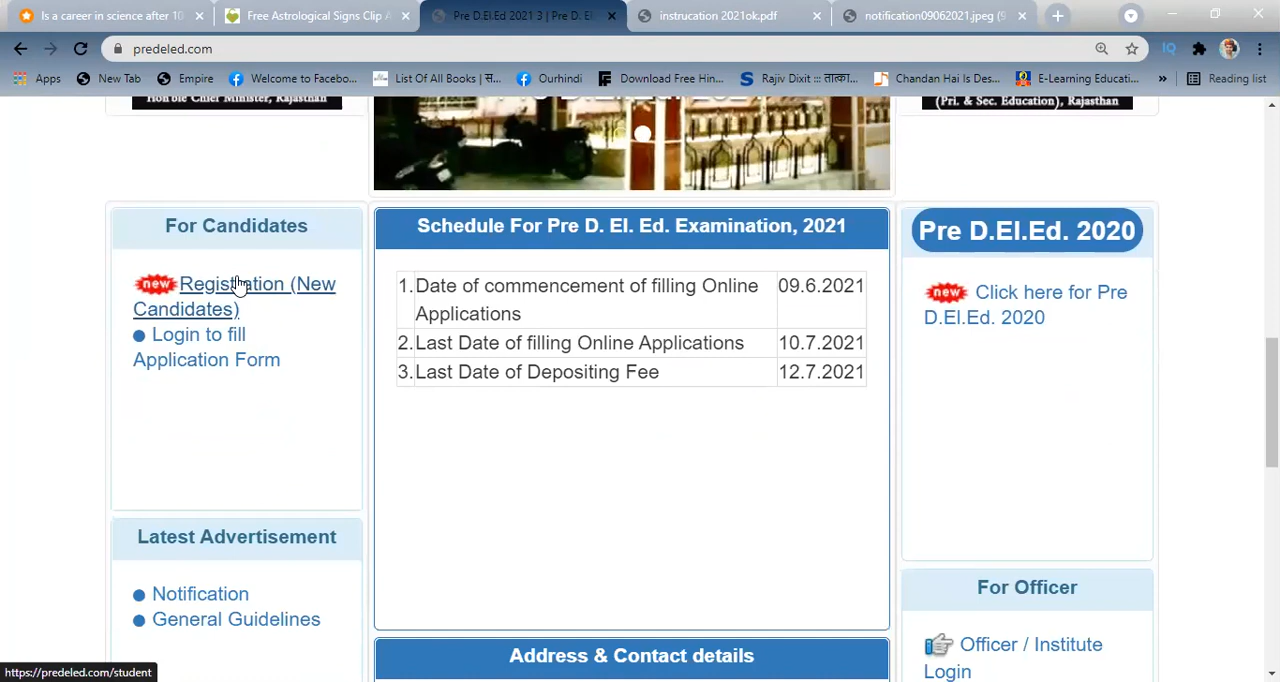 Is a career in science after 10
Free Astrological Signs Clip A
Pre D.El.Ed 2021 3 | Pre D. El
instrucation 2021ok.pdf
notification09062021.jpeg (9
predeled.com
Apps
New Tab
Empire
Welcome to Facebo...
List Of All Books | स...
Ourhindi
Download Free Hin...
Rajiv Dixit ::: तात्का...
Chandan Hai Is Des...
E-Learning Educati...
»
Reading list
Hon'ble Chief Minister, Rajasthan
(Pri. & Sec. Education), Rajasthan
For Candidates
new Registration (New
Candidates)
Login to fill
Application Form
Latest Advertisement
Notification
General Guidelines
Schedule For Pre D. El. Ed. Examination, 2021
1. Date of commencement of filling Online Applications 09.6.2021
2. Last Date of filling Online Applications 10.7.2021
3. Last Date of Depositing Fee 12.7.2021
Address & Contact details
Pre D.El.Ed. 2020
new Click here for Pre
D.El.Ed. 2020
For Officer
Officer / Institute
Login
https://predeled.com/student